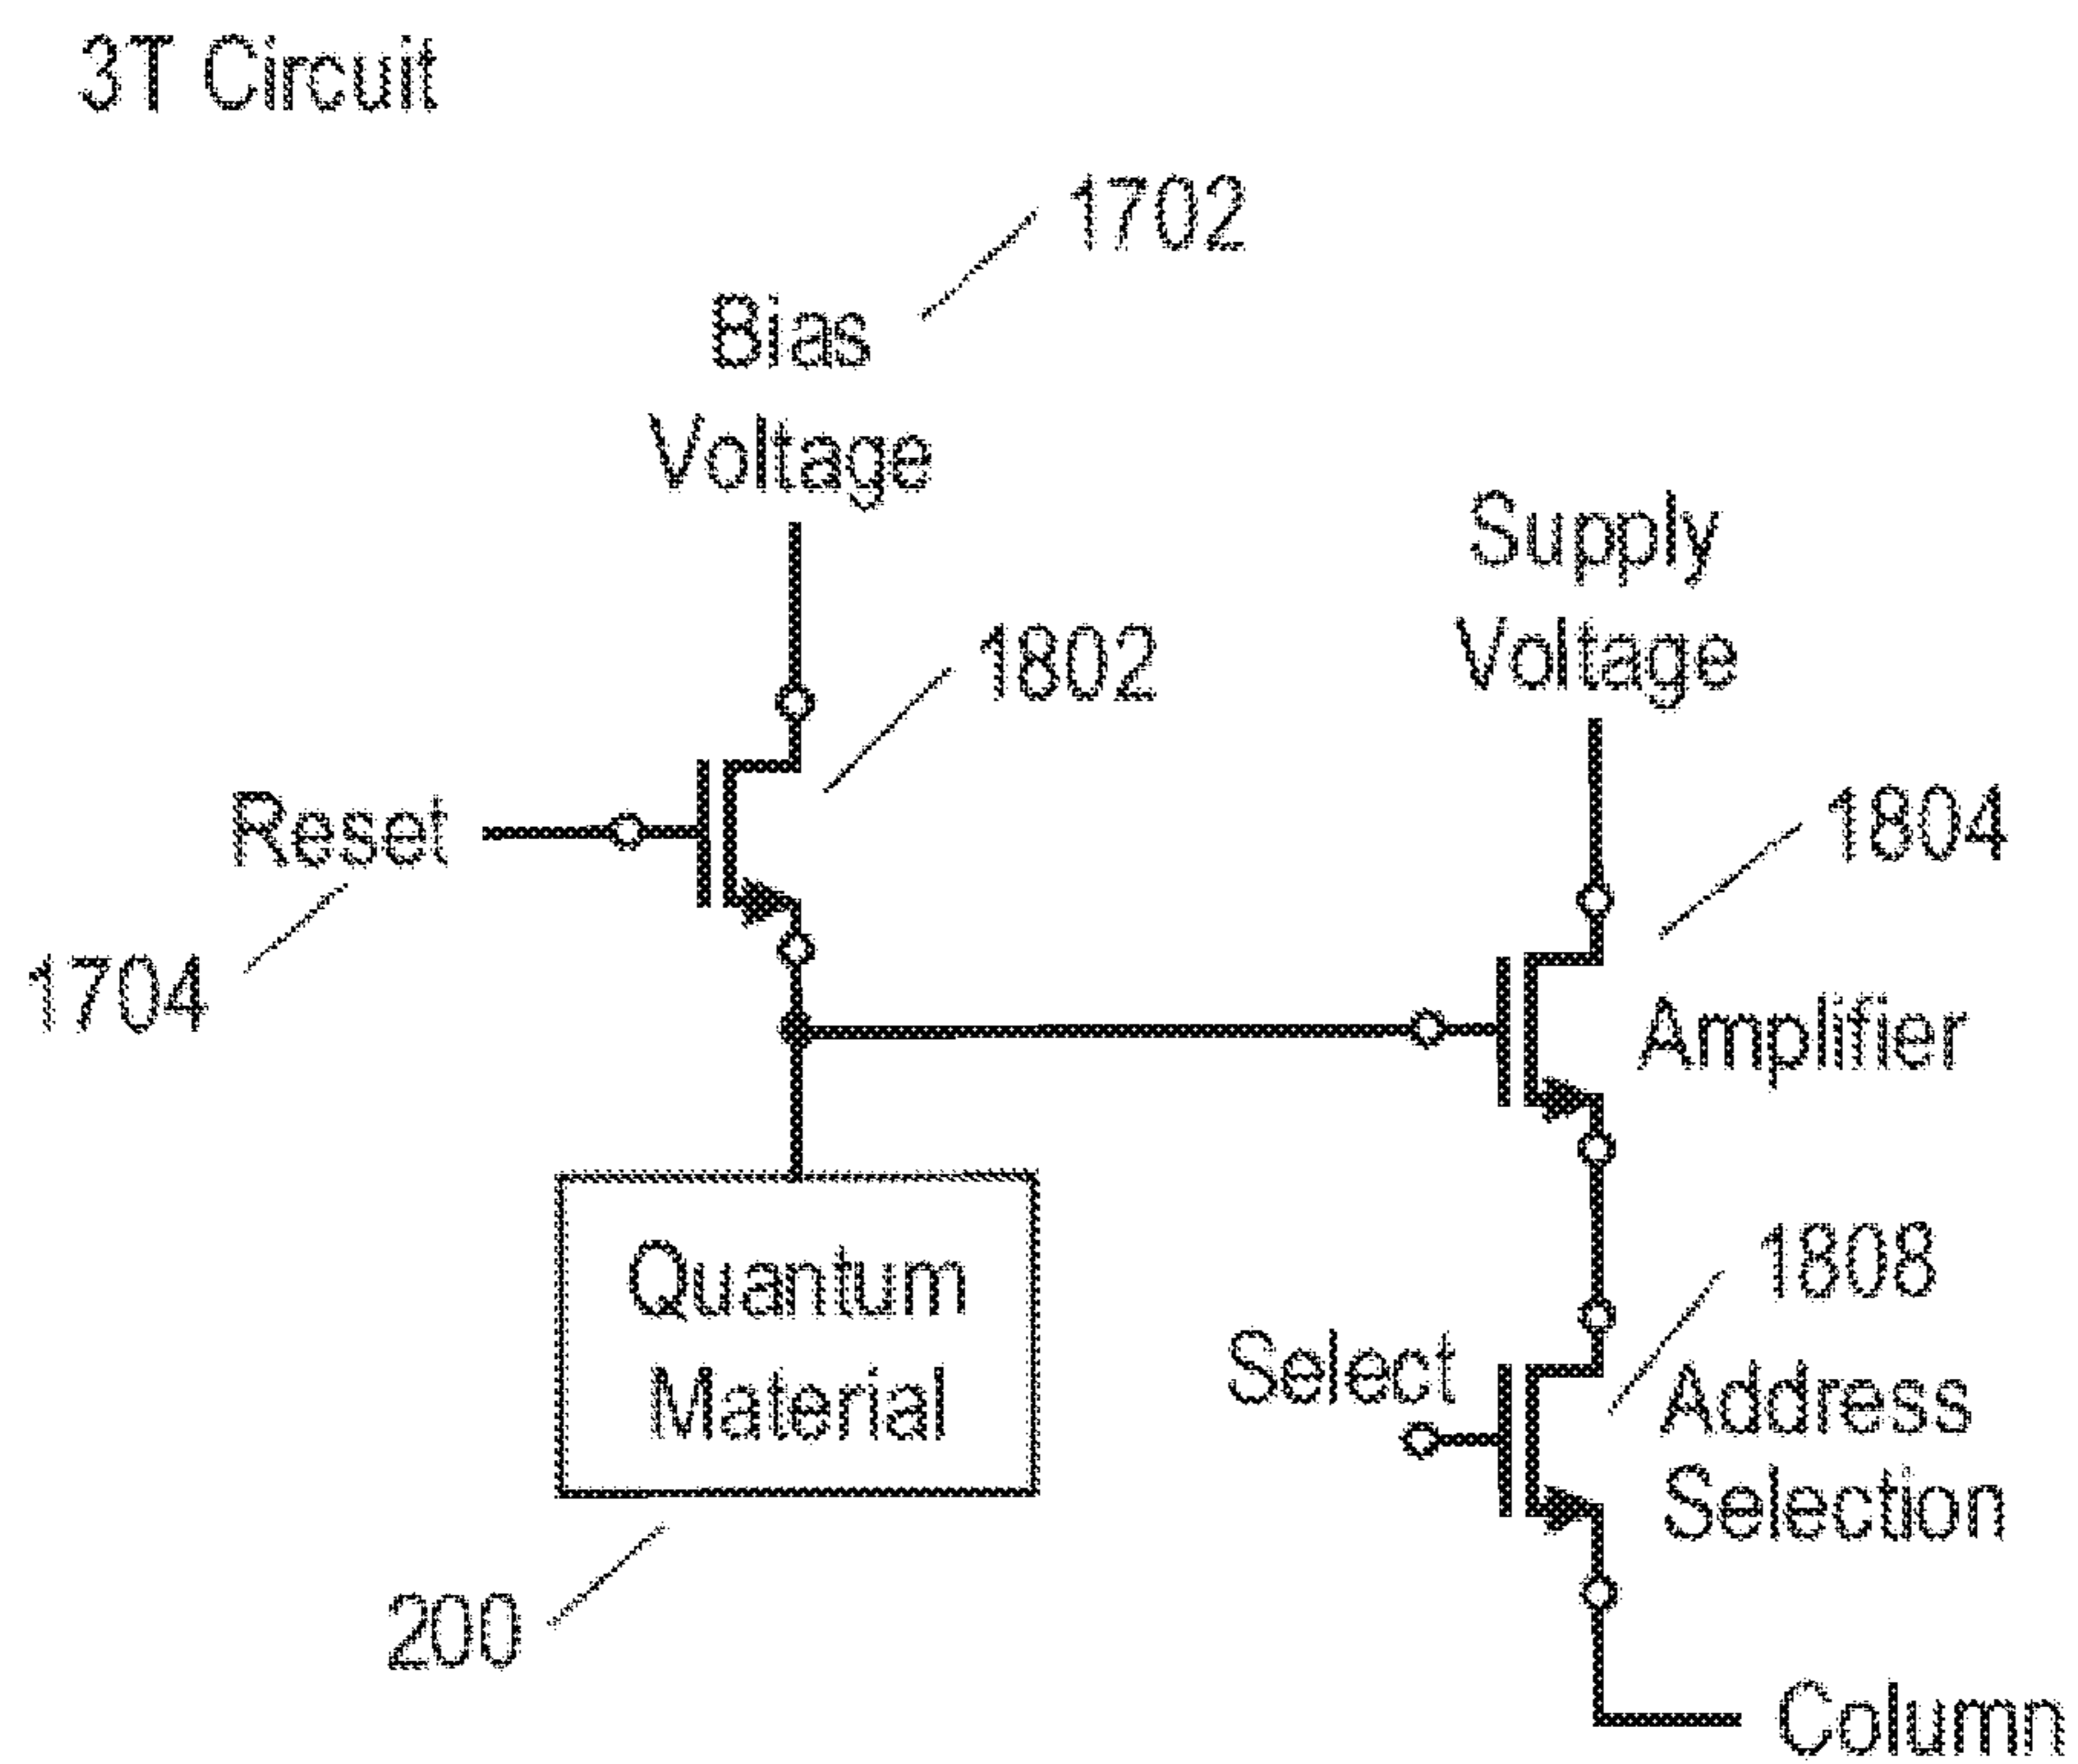 3T Circuit
1702
Bias
Voltage
Supply
Voltage
1802
Reset
1804
1704
Amplifier
Quantum
Material
1808
Select
Address
Selection
200
Column